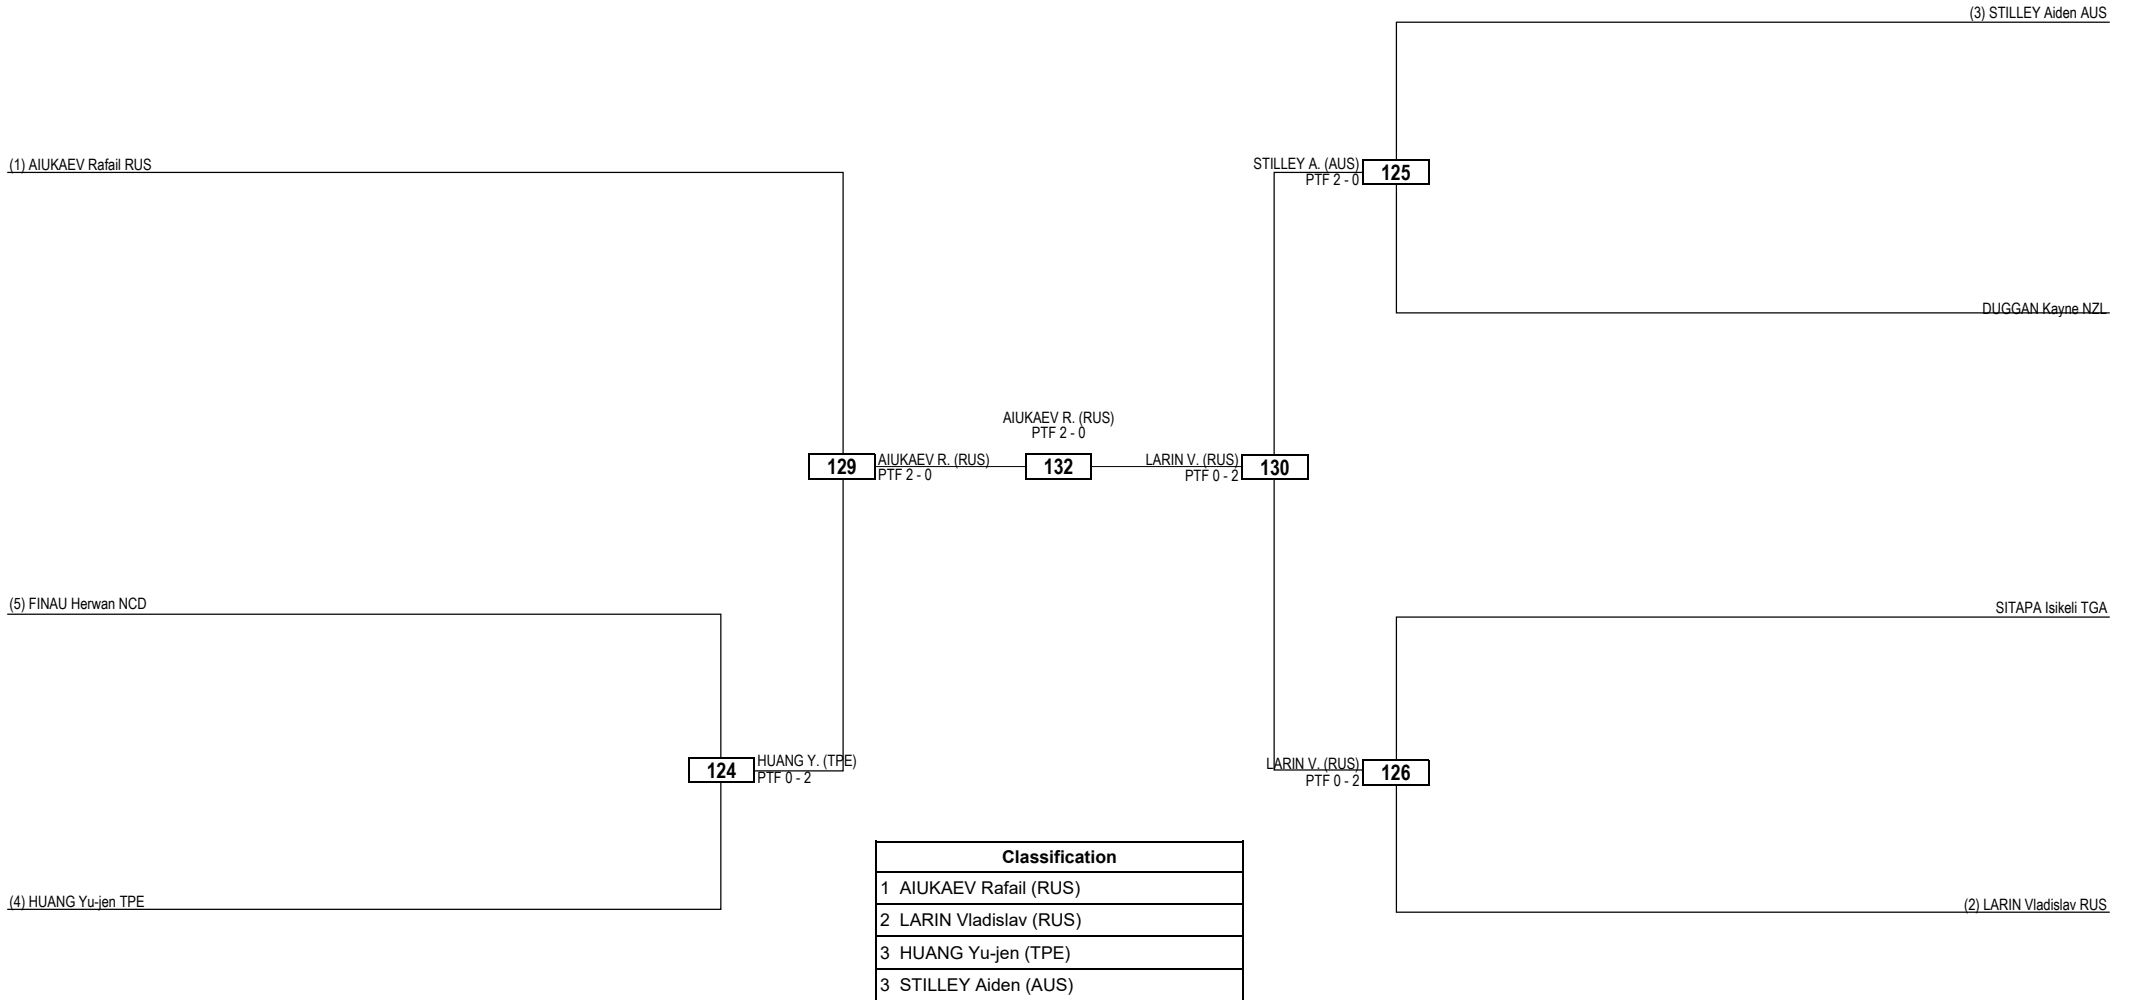 (3) STILLEY Aiden AUS
(1) AIUKAEV Rafail RUS
STILLEY A. (AUS)
PTF 2 - 0
125
DUGGAN Kayne NZL
AIUKAEV R. (RUS)
PTF 2 - 0
129
AIUKAEV R. (RUS)
PTF 2 - 0
132
LARIN V. (RUS)
PTF 0 - 2
130
(5) FINAU Herwan NCD
SITAPA Isikeli TGA
124
HUANG Y. (TPE)
PTF 0 - 2
LARIN V. (RUS)
PTF 0 - 2
126
(4) HUANG Yu-jen TPE
(2) LARIN Vladislav RUS
Classification
1 AIUKAEV Rafail (RUS)
2 LARIN Vladislav (RUS)
3 HUANG Yu-jen (TPE)
3 STILLEY Aiden (AUS)